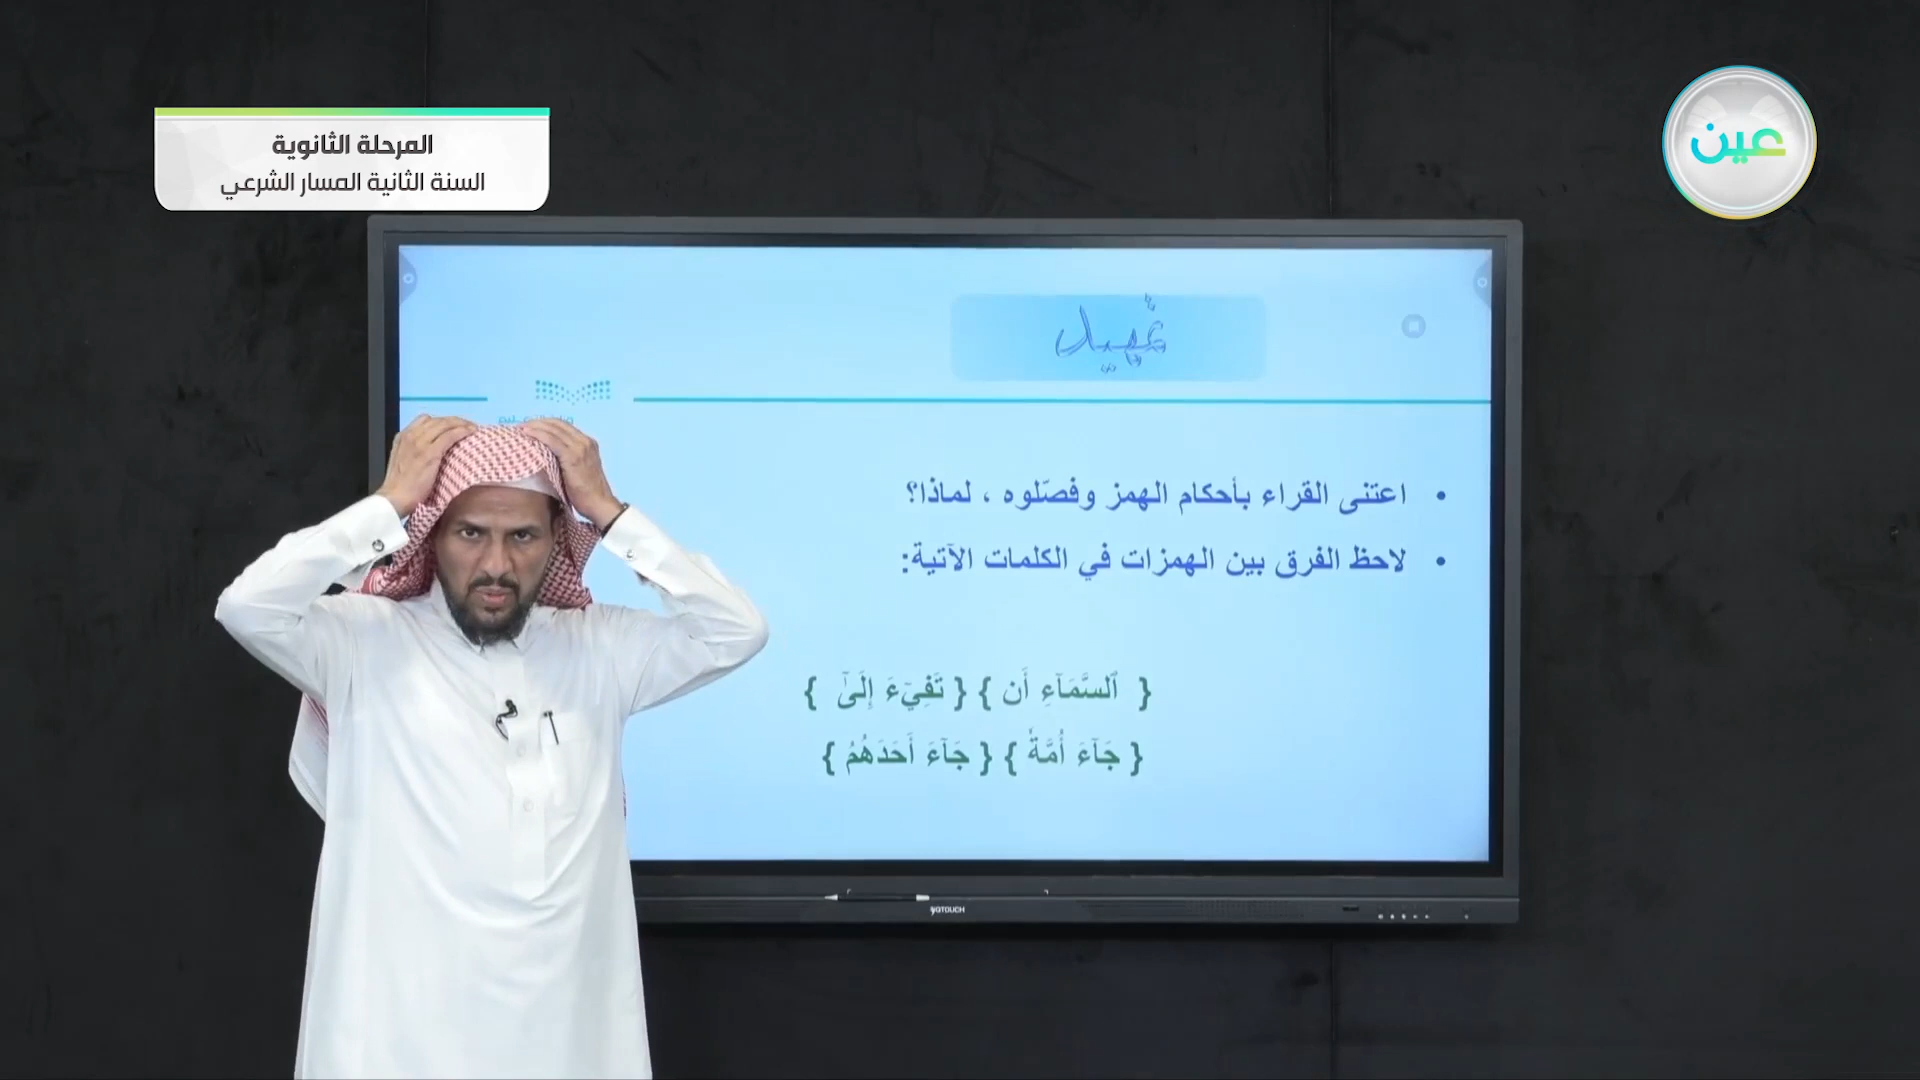 المرحلة الثانوية
السنة الثانية المسار الشرعي
عين
تمهيد
• اعتنى القراء بأحكام الهمز وفصّلوه ، لماذا؟
• لاحظ الفرق بين الهمزات في الكلمات الآتية:
{ ٱلسَّمَآءِ أَن } { تَفِيٓءَ إِلَىٰٓ }
{ جَآءَ أُمَّةٗ } { جَآءَ أَحَدَهُمُ }
IQTOUCH